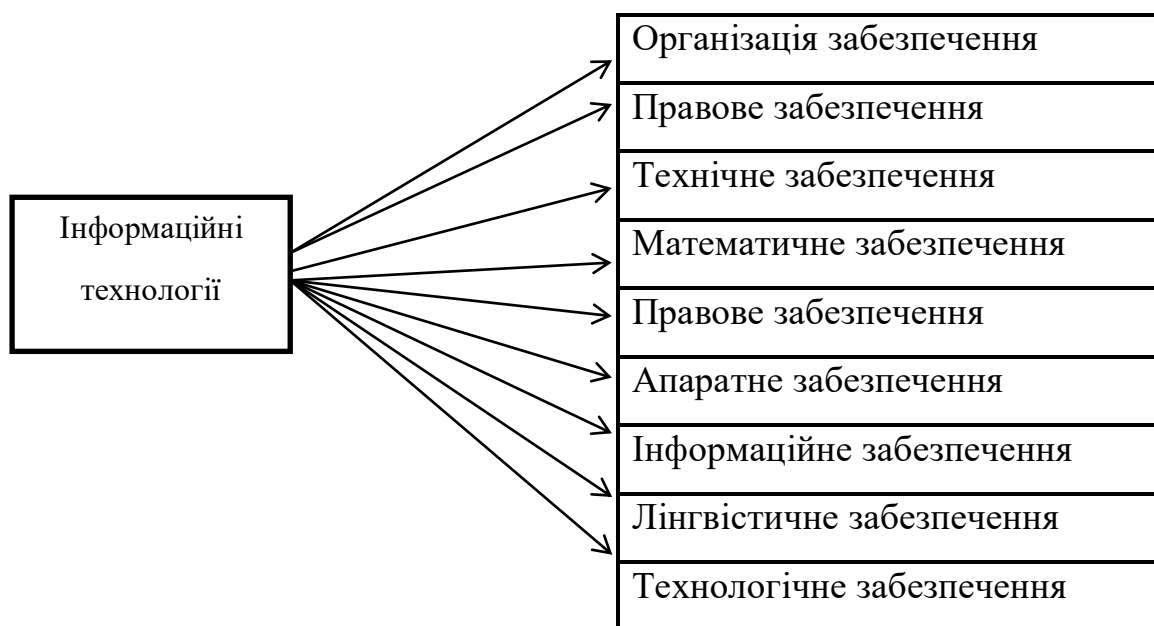 Інформаційні
технології
Організація забезпечення
Правове забезпечення
Технічне забезпечення
Математичне забезпечення
Правове забезпечення
Апаратне забезпечення
Інформаційне забезпечення
Лінгвістичне забезпечення
Технологічне забезпечення